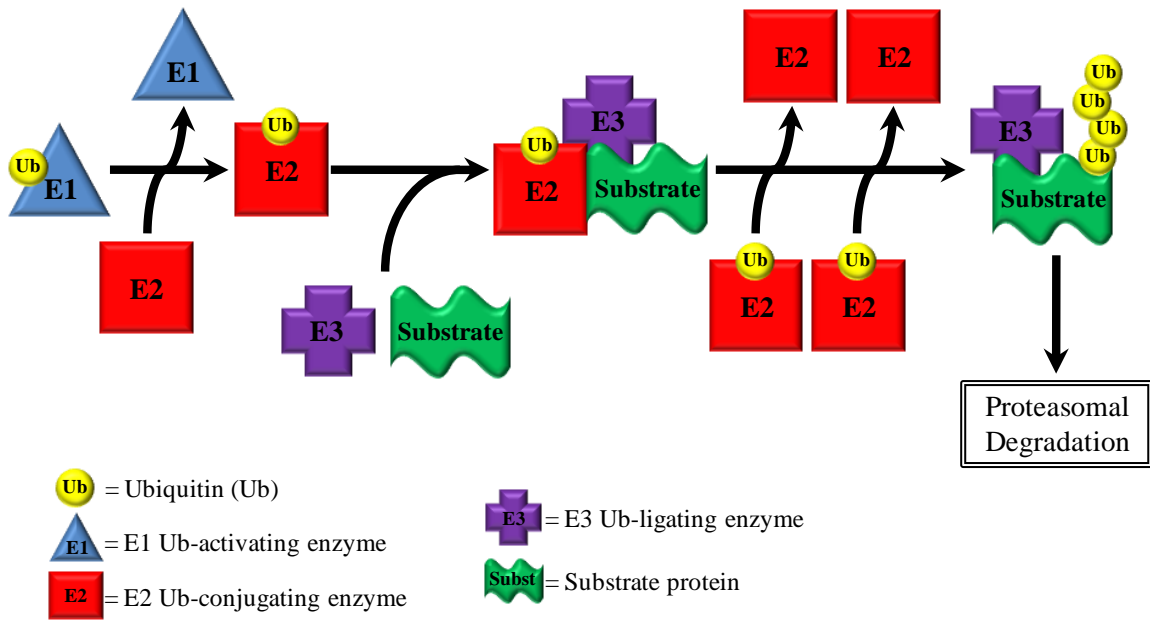 E1
E2
E2
Ub
Ub
E3
Ub
Ub
Ub
E3
Ub
E1
E2
E2
Substrate
Ub
Substrate
Ub
Ub
E2
E2
E2
E3
Substrate
Proteasomal
Degradation
Ub = Ubiquitin (Ub)
E1 = E1 Ub-activating enzyme
E2 = E2 Ub-conjugating enzyme
E3 = E3 Ub-ligating enzyme
Subst = Substrate protein